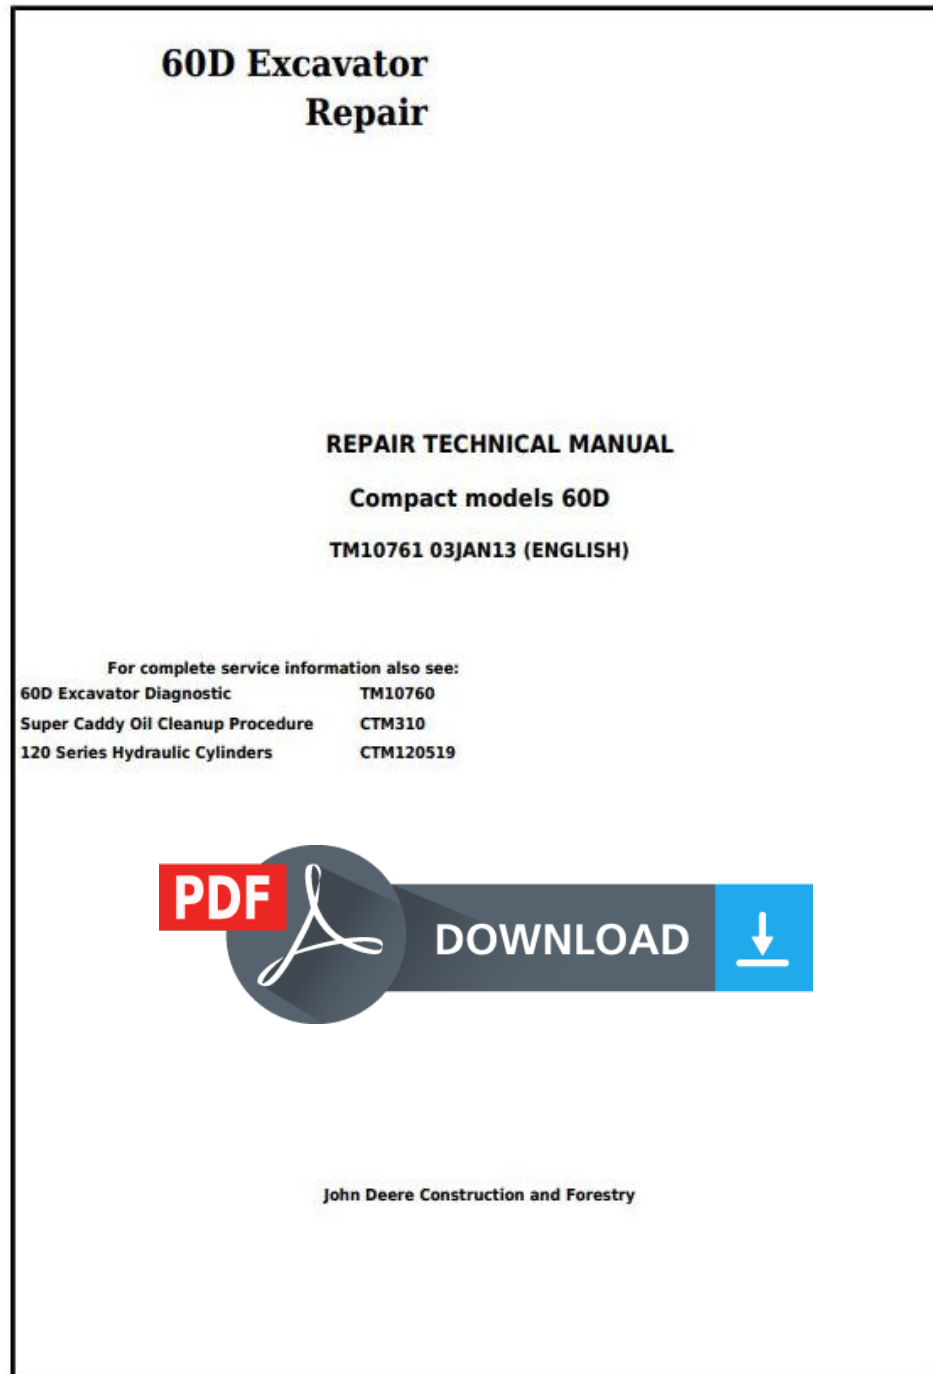 60D Excavator
Repair
REPAIR TECHNICAL MANUAL
Compact models 60D
TM10761 03JAN13 (ENGLISH)
For complete service information also see:
60D Excavator Diagnostic TM10760
Super Caddy Oil Cleanup Procedure CTM310
120 Series Hydraulic Cylinders CTM120519
PDF
DOWNLOAD
John Deere Construction and Forestry